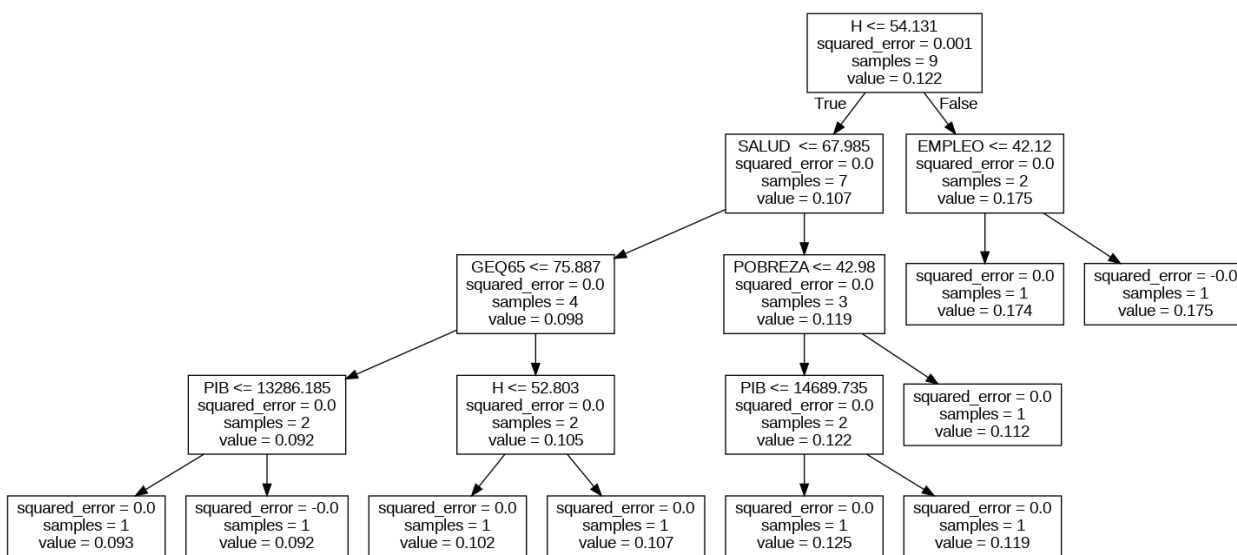 H <= 54.131
squared_error = 0.001
samples = 9
value = 0.122
True
False
SALUD <= 67.985
squared_error = 0.0
samples = 7
value = 0.107
EMPLEO <= 42.12
squared_error = 0.0
samples = 2
value = 0.175
GEQ65 <= 75.887
squared_error = 0.0
samples = 4
value = 0.098
POBREZA <= 42.98
squared_error = 0.0
samples = 3
value = 0.119
squared_error = 0.0
samples = 1
value = 0.174
squared_error = -0.0
samples = 1
value = 0.175
PIB <= 13286.185
squared_error = 0.0
samples = 2
value = 0.092
H <= 52.803
squared_error = 0.0
samples = 2
value = 0.105
PIB <= 14689.735
squared_error = 0.0
samples = 2
value = 0.122
squared_error = 0.0
samples = 1
value = 0.112
squared_error = 0.0
samples = 1
value = 0.093
squared_error = -0.0
samples = 1
value = 0.092
squared_error = 0.0
samples = 1
value = 0.102
squared_error = 0.0
samples = 1
value = 0.107
squared_error = 0.0
samples = 1
value = 0.125
squared_error = 0.0
samples = 1
value = 0.119